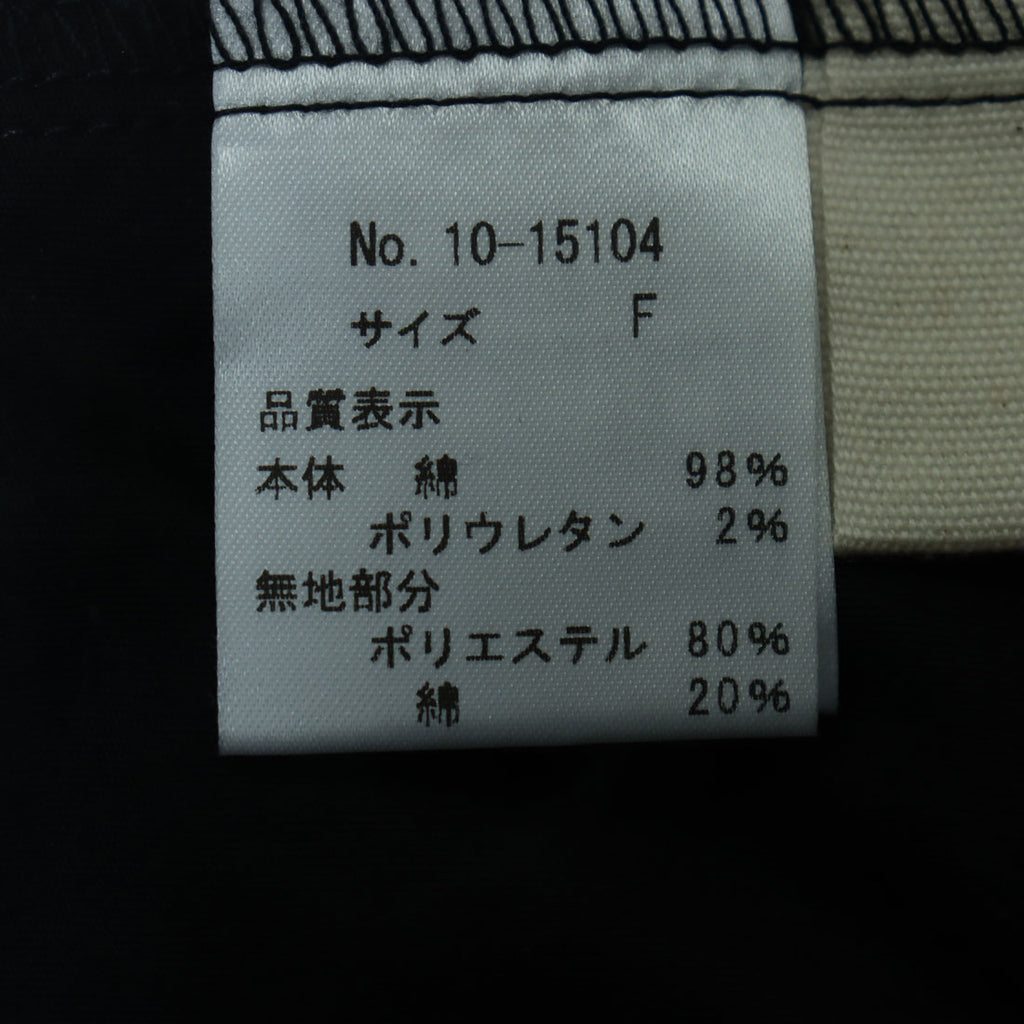 No. 10-15104
サイズ F
品質表示
本体 綿 98%
ポリウレタン 2%
無地部分
ポリエステル 80%
綿 20%